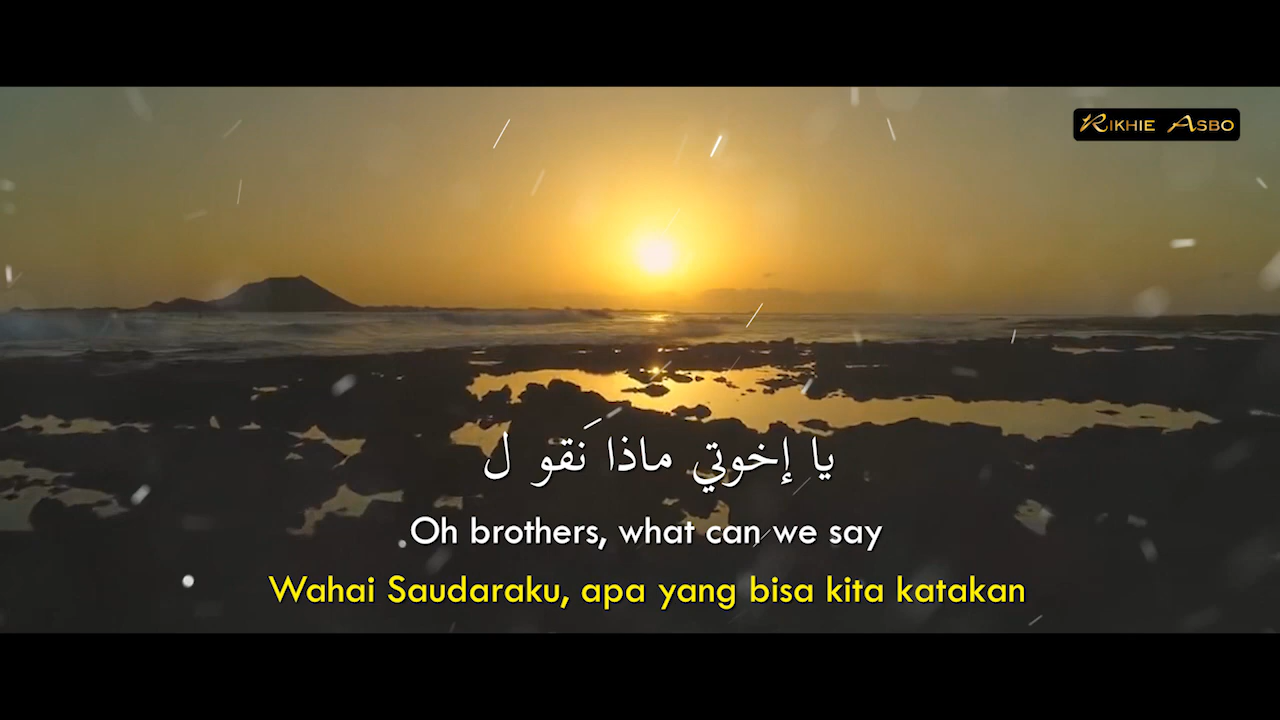 RIKHIE ASBO
يا إخوتي ماذا نَقو ل
Oh brothers, what can we say
Wahai Saudaraku, apa yang bisa kita katakan